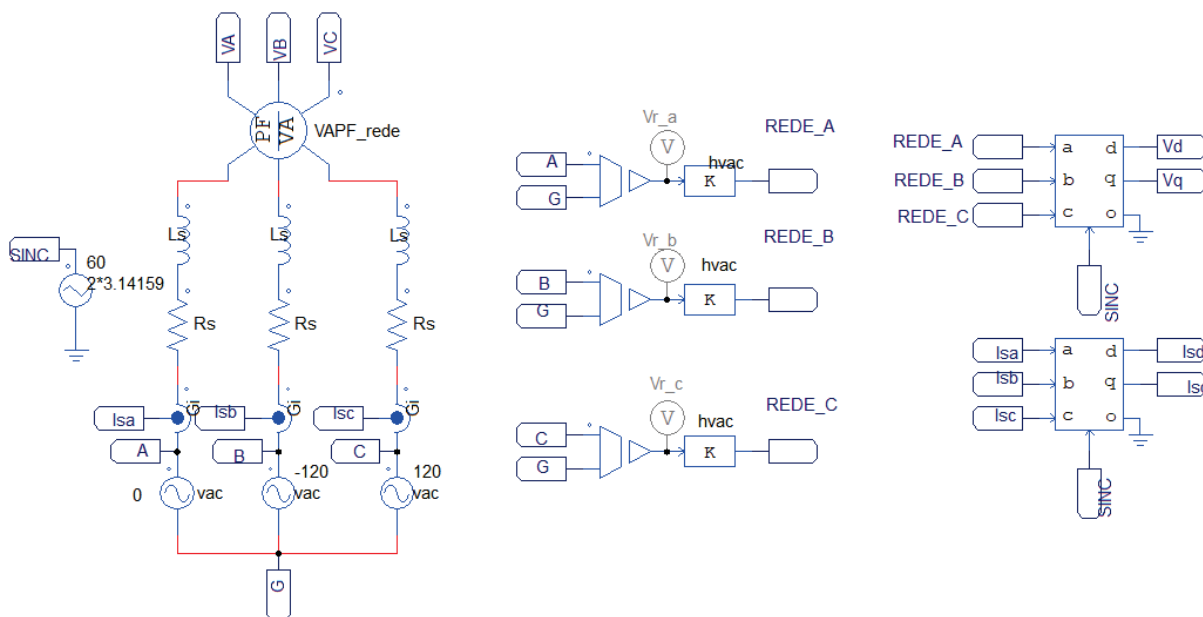 VA
VB
VC
PF
VA
VAPF_rede
Ls
Ls
Ls
SINC
60
2*3.14159
Rs
Rs
Rs
Gi
Gi
Gi
Isa
Isb
Isc
A
B
C
0
vac
-120
vac
120
vac
G
Vr_a
V
REDE_A
A
G
hvac
K
Vr_b
V
REDE_B
B
G
hvac
K
Vr_c
V
REDE_C
C
G
hvac
K
REDE_A
a
d
Vd
REDE_B
b
q
Vq
REDE_C
c
o
SINC
Isa
a
d
Isd
Isb
b
q
Isc
c
o
SINC